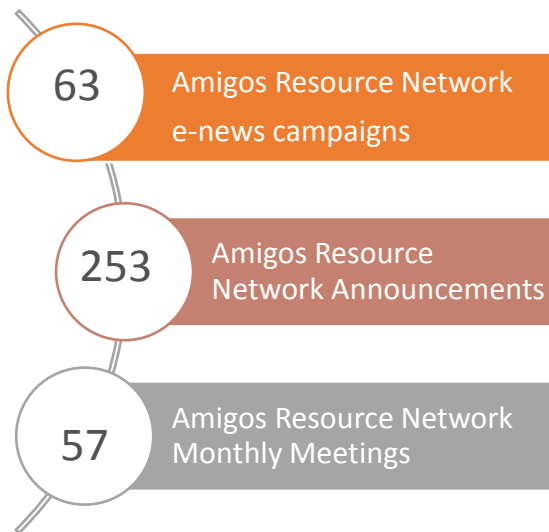 63
Amigos Resource Network
e-news campaigns
253
Amigos Resource
Network Announcements
57
Amigos Resource Network
Monthly Meetings